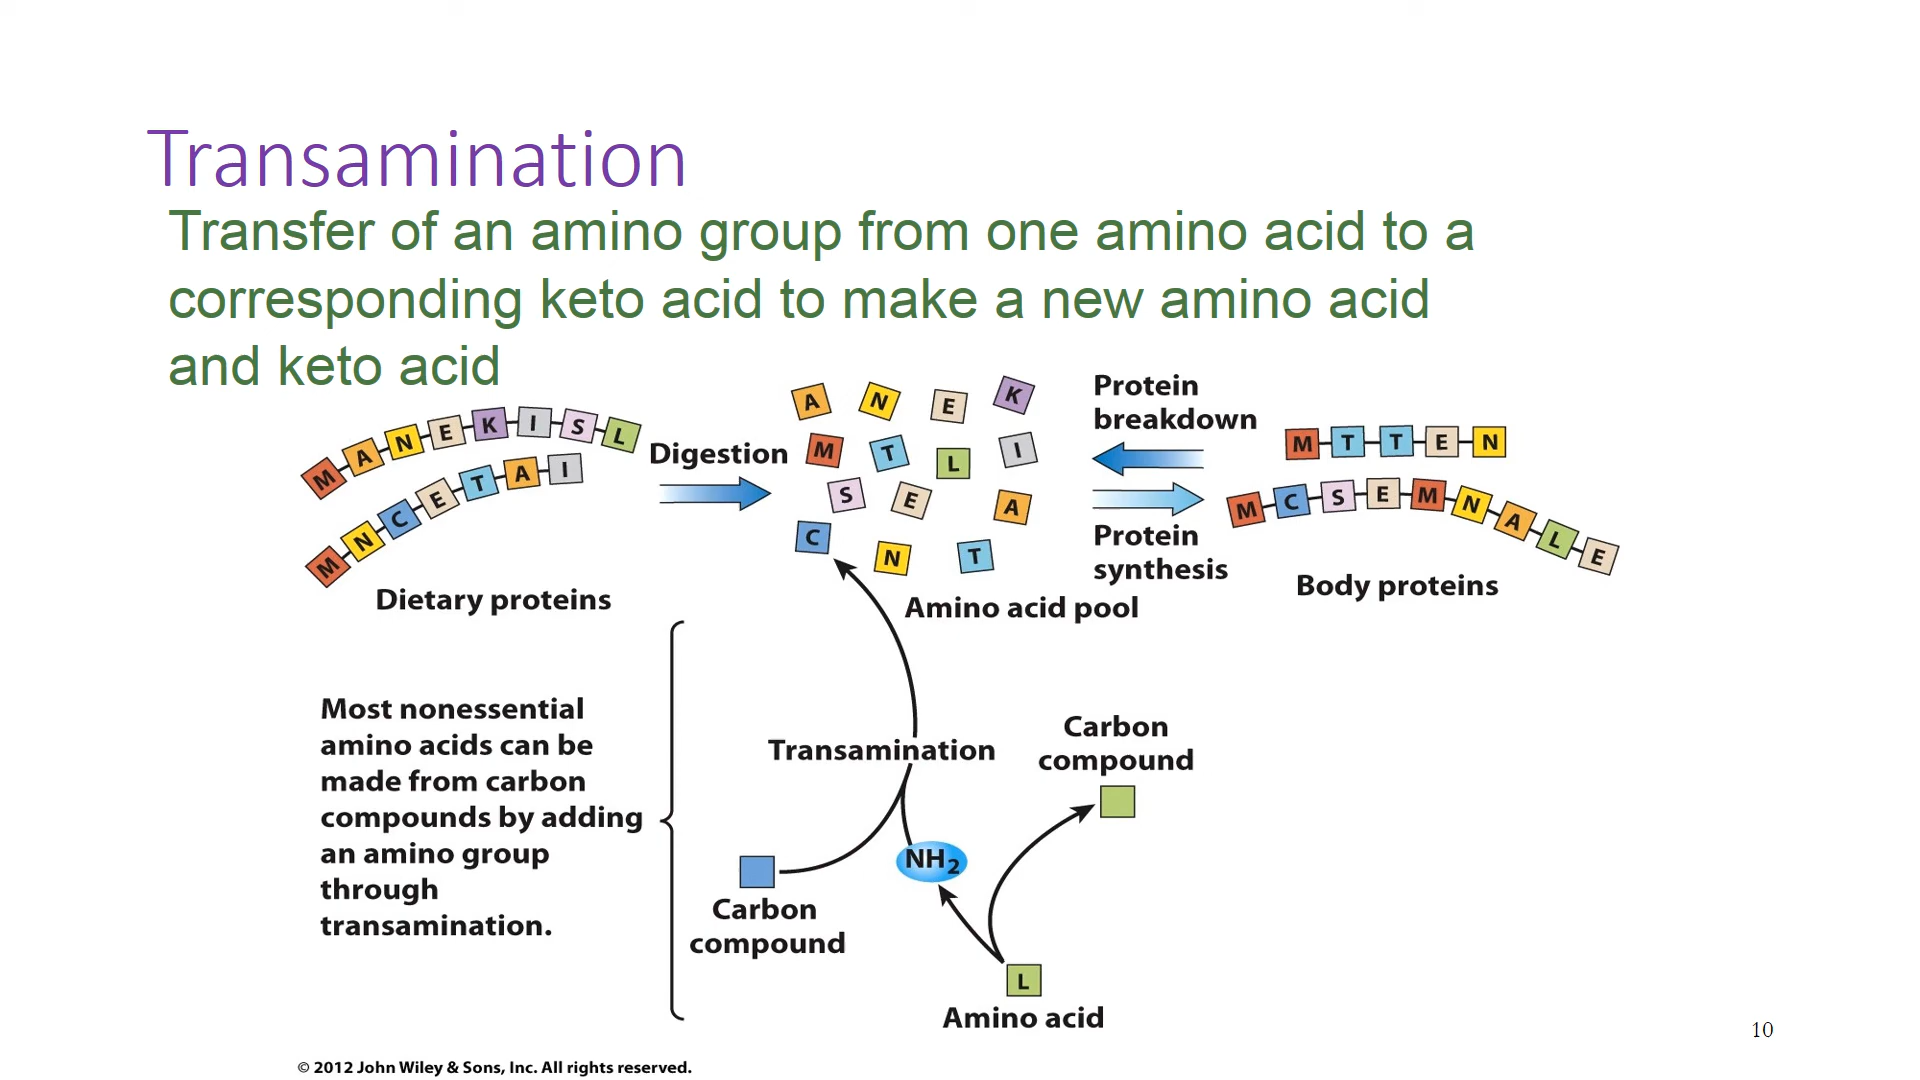 Transamination
Transfer of an amino group from one amino acid to a
corresponding keto acid to make a new amino acid
and keto acid
M A N E K I S L
M N C E T A I
Dietary proteins
Digestion
A N E K
M T L I
S E A
C N T
Amino acid pool
Protein
breakdown
Protein
synthesis
M T T E N
M C S E M N A L E
Body proteins
Most nonessential
amino acids can be
made from carbon
compounds by adding
an amino group
through
transamination.
Transamination
Carbon
compound
NH2
Carbon
compound
L
Amino acid
10
© 2012 John Wiley & Sons, Inc. All rights reserved.